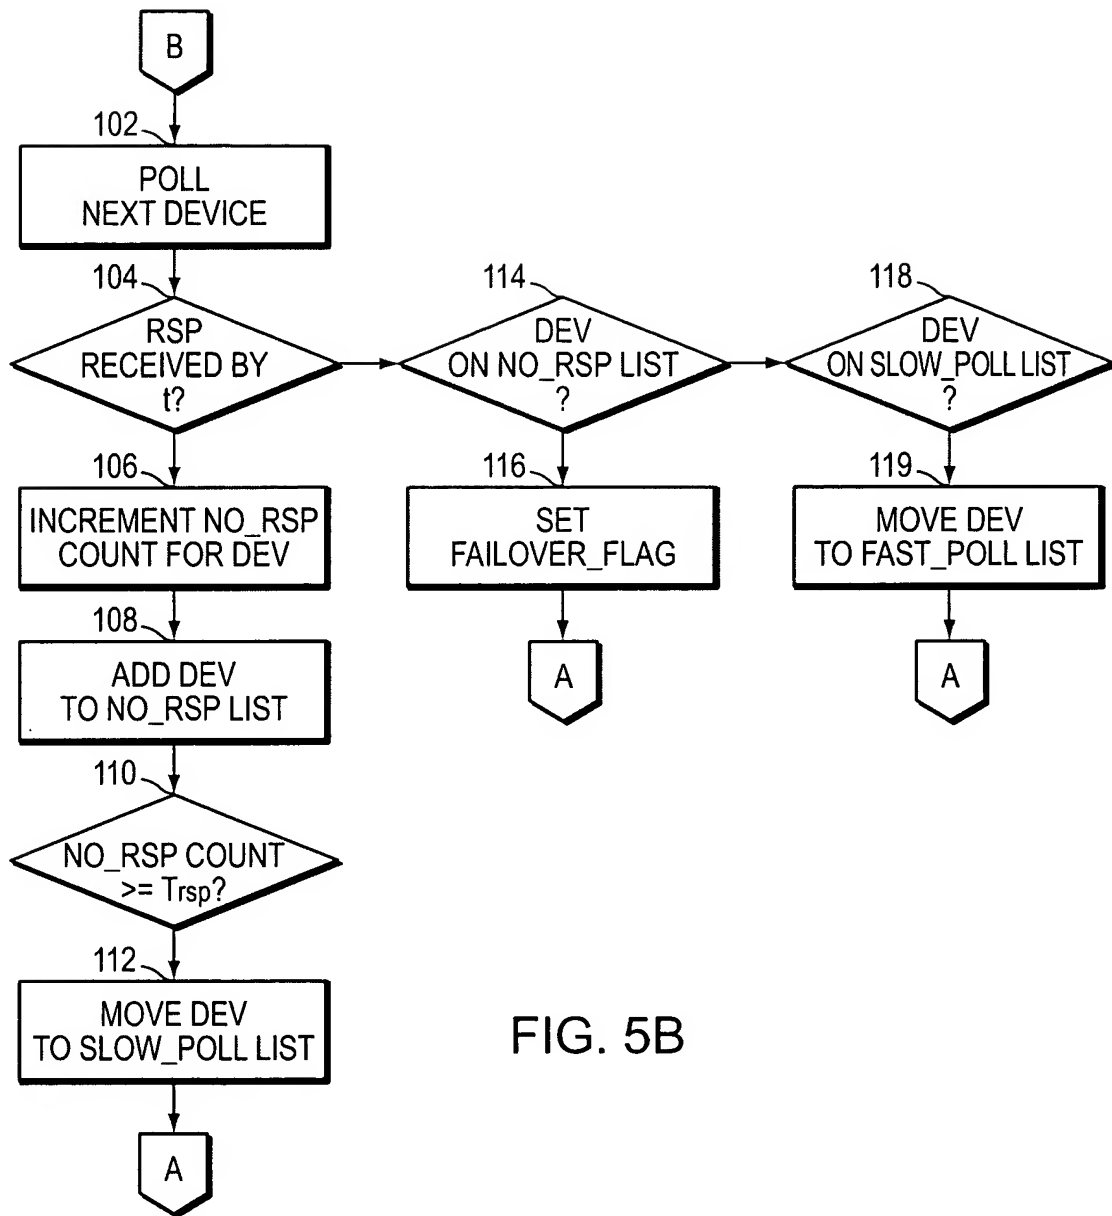 B
102
POLL
NEXT DEVICE
104
RSP
RECEIVED BY
t?
114
DEV
ON NO_RSP LIST
?
118
DEV
ON SLOW_POLL LIST
?
106
INCREMENT NO_RSP
COUNT FOR DEV
116
SET
FAILOVER_FLAG
119
MOVE DEV
TO FAST_POLL LIST
108
ADD DEV
TO NO_RSP LIST
A
A
110
NO_RSP COUNT
>= Trsp?
112
MOVE DEV
TO SLOW_POLL LIST
A
FIG. 5B